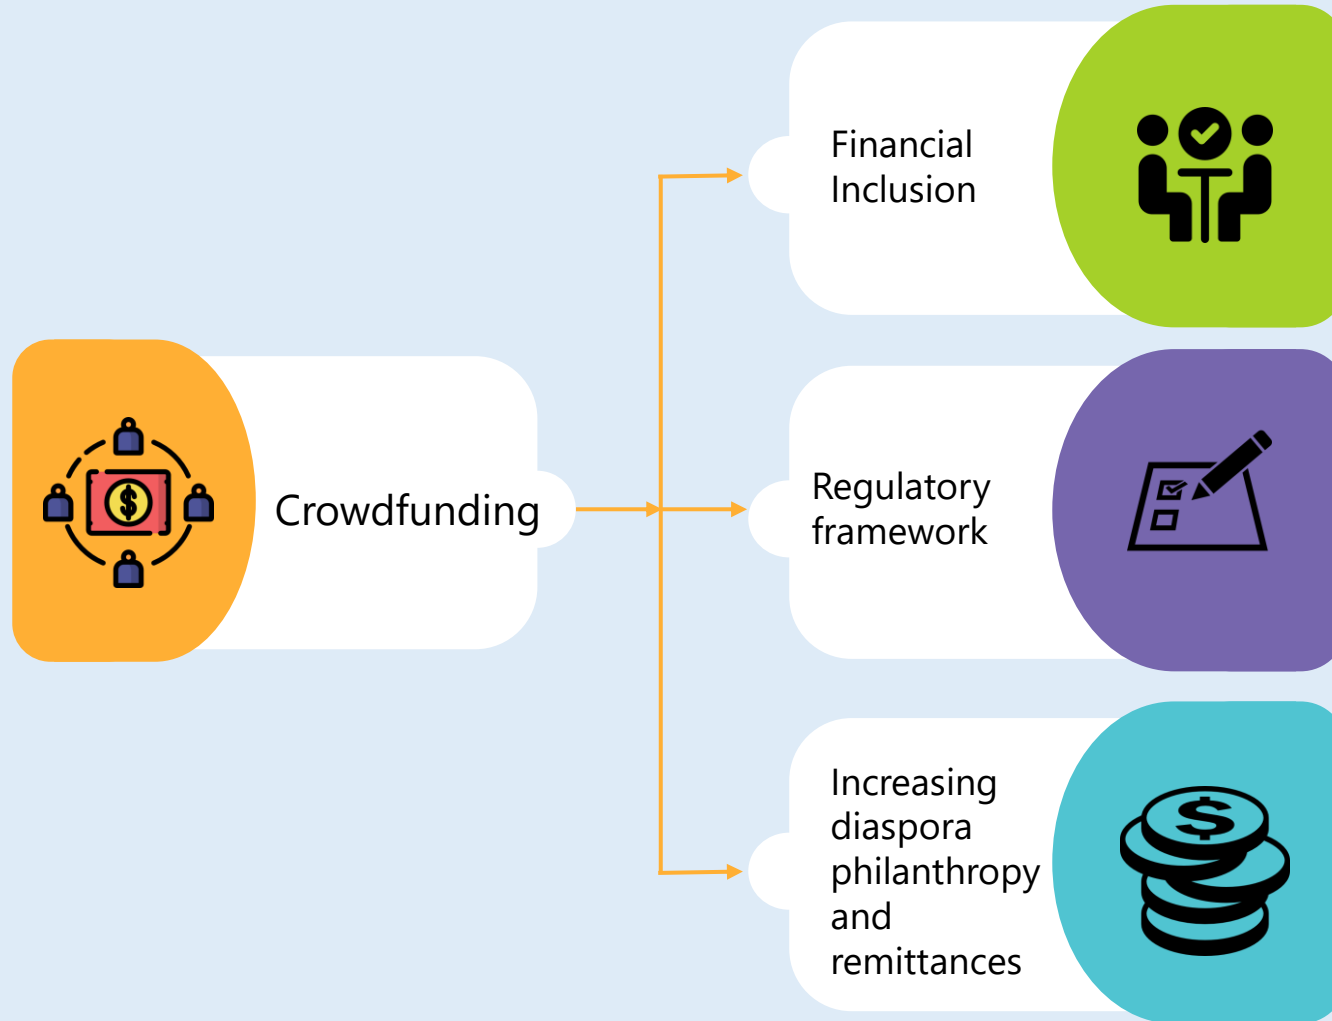 Financial
Inclusion
Crowdfunding
Regulatory
framework
Increasing
diaspora
philanthropy
and
remittances